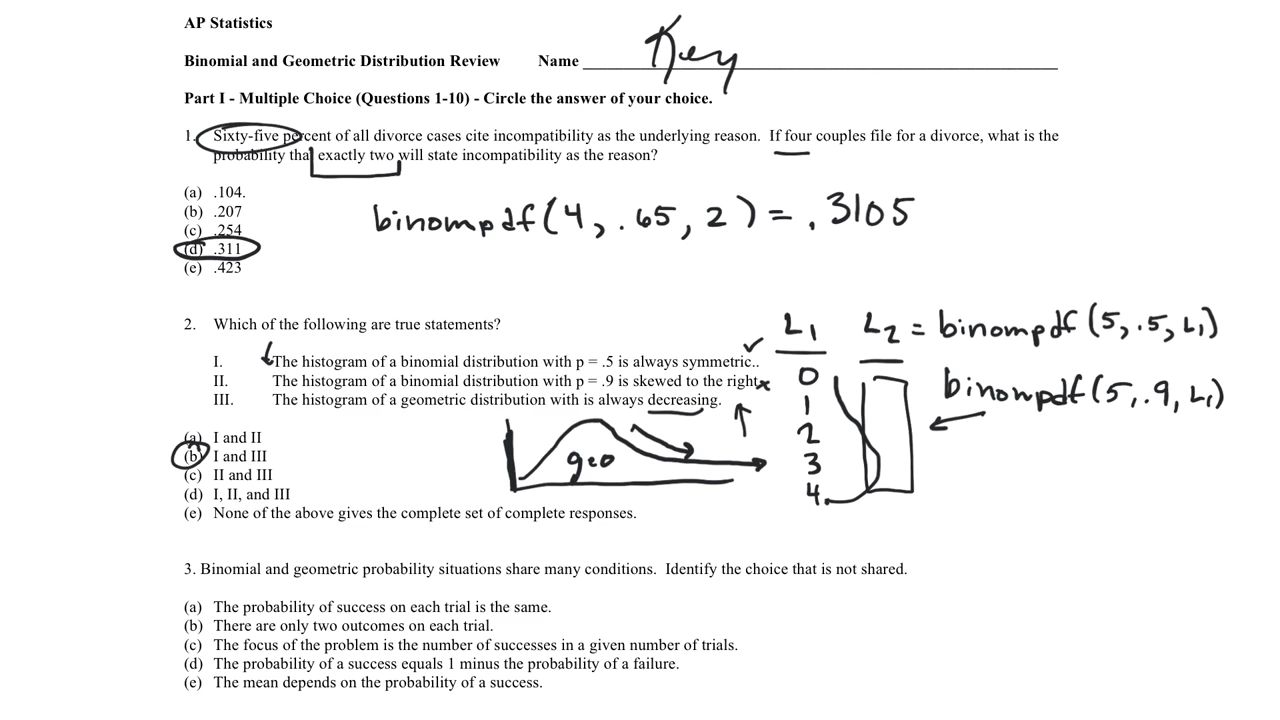 AP Statistics
Binomial and Geometric Distribution Review Name Key
Part I - Multiple Choice (Questions 1-10) - Circle the answer of your choice.
1. Sixty-five percent of all divorce cases cite incompatibility as the underlying reason. If four couples file for a divorce, what is the
probability that exactly two will state incompatibility as the reason?
(a) .104.
(b) .207
(c) .254
(d) .311
(e) .423
binompdf(4, .65, 2) = .3105
2. Which of the following are true statements?
I. The histogram of a binomial distribution with p = .5 is always symmetric..
II. The histogram of a binomial distribution with p = .9 is skewed to the right.
III. The histogram of a geometric distribution with is always decreasing.
L1 L2 = binompdf(5, .5, L1)
0
1
2
3
4
binompdf(5, .9, L1)
geo
(a) I and II
(b) I and III
(c) II and III
(d) I, II, and III
(e) None of the above gives the complete set of complete responses.
3. Binomial and geometric probability situations share many conditions. Identify the choice that is not shared.
(a) The probability of success on each trial is the same.
(b) There are only two outcomes on each trial.
(c) The focus of the problem is the number of successes in a given number of trials.
(d) The probability of a success equals 1 minus the probability of a failure.
(e) The mean depends on the probability of a success.